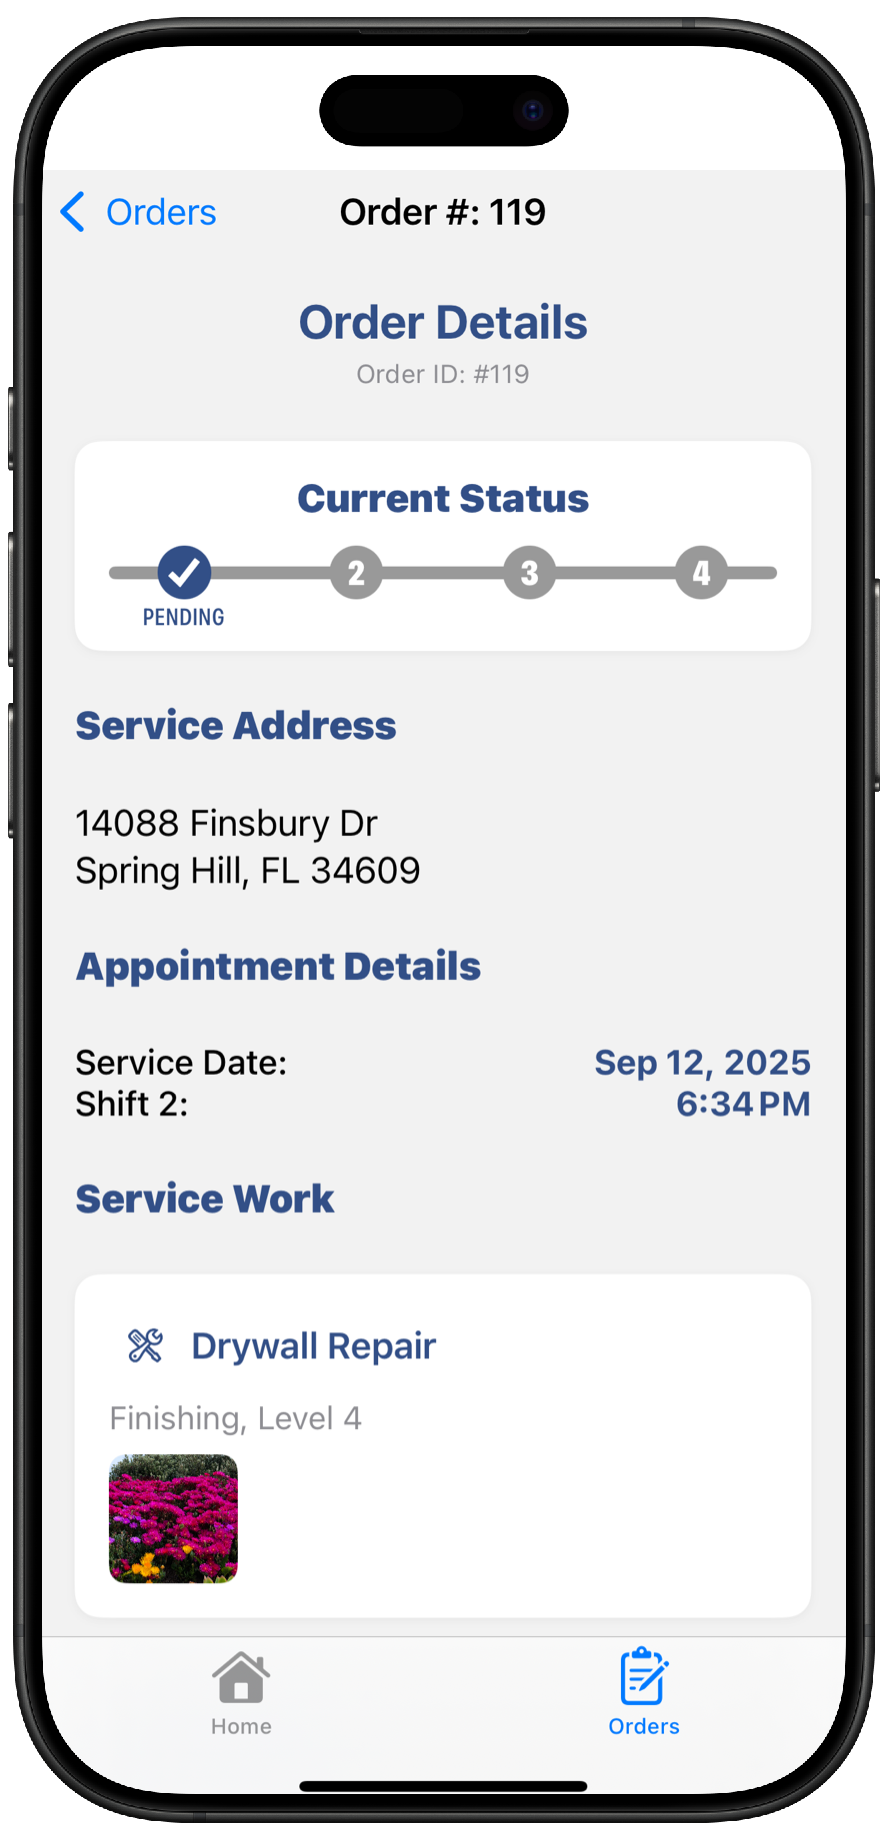 Orders
Order #: 119
Order Details
Order ID: #119
Current Status
2 3 4
PENDING
Service Address
14088 Finsbury Dr
Spring Hill, FL 34609
Appointment Details
Service Date: Sep 12, 2025
Shift 2: 6:34 PM
Service Work
Drywall Repair
Finishing, Level 4
Home Orders